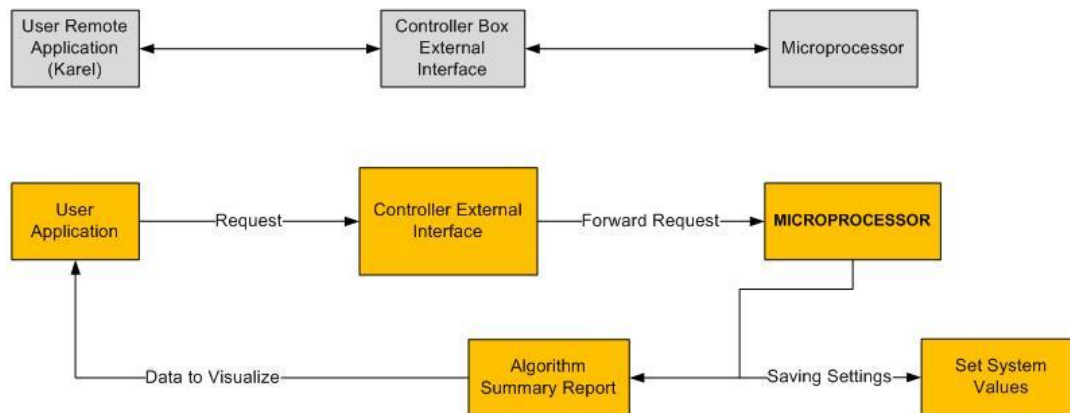 User Remote
Application
(Karel)
Controller Box
External
Interface
Microprocessor
User
Application
Request
Controller External
Interface
Forward Request
MICROPROCESSOR
Data to Visualize
Algorithm
Summary Report
Saving Settings
Set System
Values